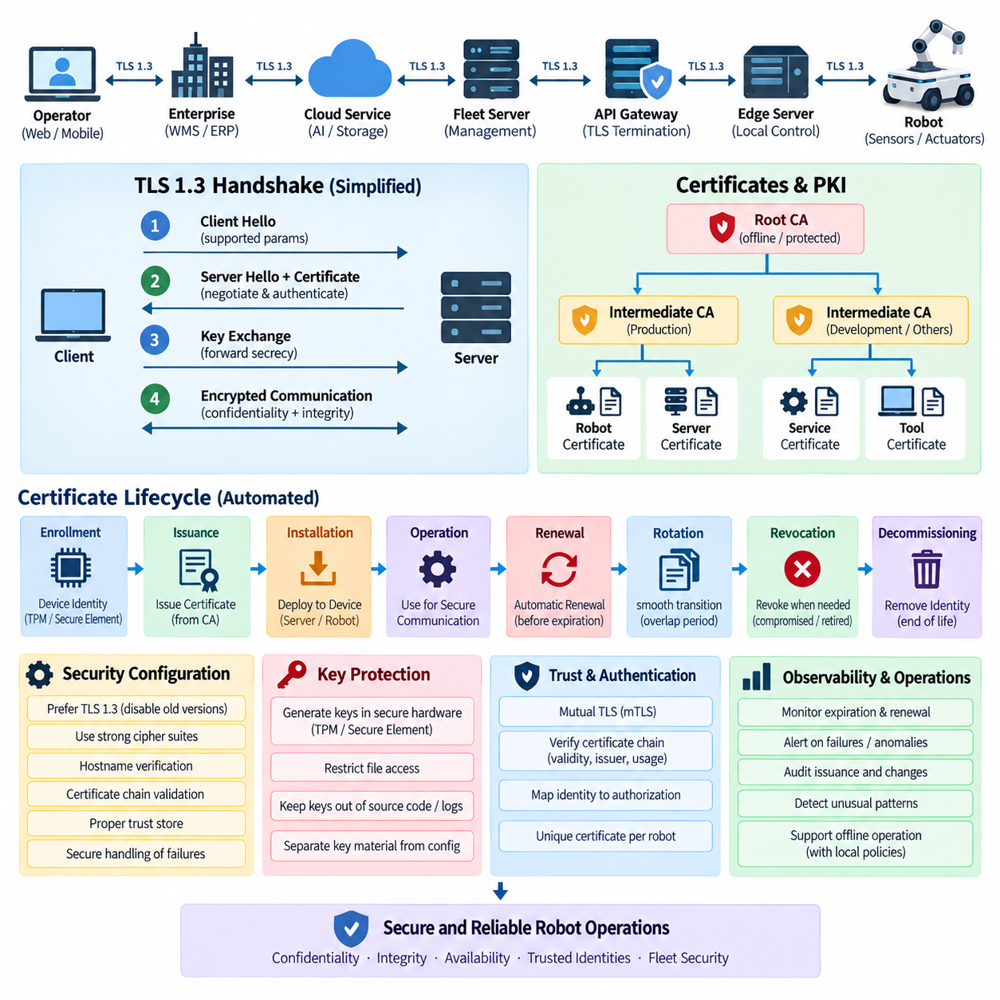 TLS 1.3
TLS 1.3
TLS 1.3
TLS 1.3
TLS 1.3
TLS 1.3
Operator
(Web / Mobile)
Enterprise
(WMS / ERP)
Cloud Service
(AI / Storage)
Fleet Server
(Management)
API Gateway
(TLS Termination)
Edge Server
(Local Control)
Robot
(Sensors / Actuators)
TLS 1.3 Handshake (Simplified)
1
Client Hello
(supported params)
2
Server Hello + Certificate
(negotiate & authenticate)
3
Key Exchange
(forward secrecy)
4
Encrypted Communication
(confidentiality + integrity)
Client
Server
Certificates & PKI
Root CA
(offline / protected)
Intermediate CA
(Production)
Intermediate CA
(Development / Others)
Robot
Certificate
Server
Certificate
Service
Certificate
Tool
Certificate
Certificate Lifecycle (Automated)
Enrollment
Device Identity
(TPM / Secure Element)
Issuance
Issue Certificate
(from CA)
Installation
Deploy to Device
(Server / Robot)
Operation
Use for Secure
Communication
Renewal
Automatic Renewal
(before expiration)
Rotation
smooth transition
(overlap period)
Revocation
Revoke when needed
(compromised / retired)
Decommissioning
Remove Identity
(end of life)
Security Configuration
Prefer TLS 1.3 (disable old versions)
Use strong cipher suites
Hostname verification
Certificate chain validation
Proper trust store
Secure handling of failures
Key Protection
Generate keys in secure hardware
(TPM / Secure Element)
Restrict file access
Keep keys out of source code / logs
Separate key material from config
Trust & Authentication
Mutual TLS (mTLS)
Verify certificate chain
(validity, issuer, usage)
Map identity to authorization
Unique certificate per robot
Observability & Operations
Monitor expiration & renewal
Alert on failures / anomalies
Audit issuance and changes
Detect unusual patterns
Support offline operation
(with local policies)
Secure and Reliable Robot Operations
Confidentiality · Integrity · Availability · Trusted Identities · Fleet Security